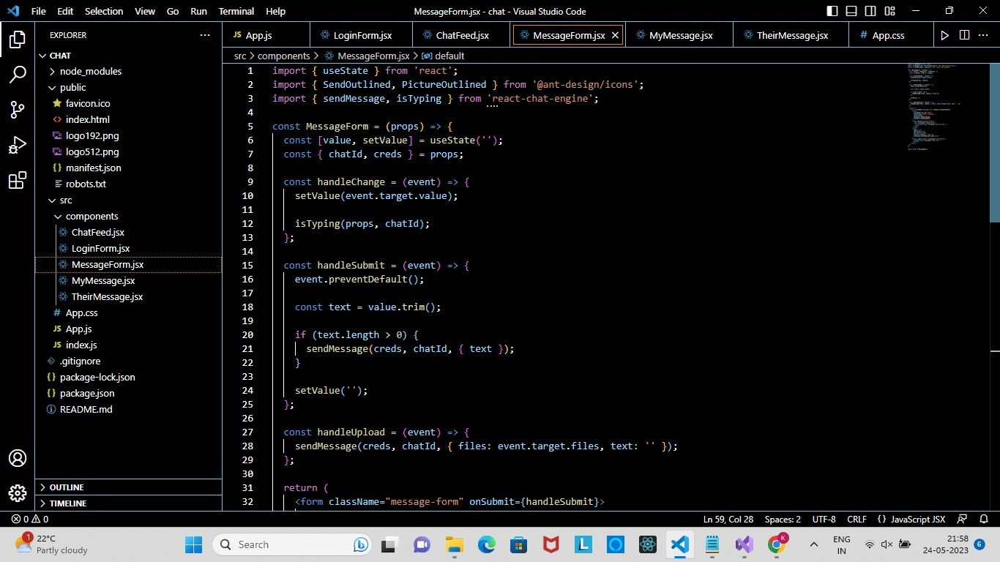 File Edit Selection View Go Run Terminal Help MessageForm.jsx - chat - Visual Studio Code
EXPLORER
CHAT
node_modules
public
favicon.ico
index.html
logo192.png
logo512.png
manifest.json
robots.txt
src
components
ChatFeed.jsx
LoginForm.jsx
MessageForm.jsx
MyMessage.jsx
TheirMessage.jsx
# App.css
JS App.js
JS index.js
.gitignore
{} package-lock.json
{} package.json
README.md
OUTLINE
TIMELINE
JS App.js LoginForm.jsx ChatFeed.jsx MessageForm.jsx MyMessage.jsx TheirMessage.jsx # App.css
src > components > MessageForm.jsx > default
1 import { useState } from 'react';
2 import { SendOutlined, PictureOutlined } from '@ant-design/icons';
3 import { sendMessage, isTyping } from 'react-chat-engine';
4
5 const MessageForm = (props) => {
6 const [value, setValue] = useState('');
7 const { chatId, creds } = props;
8
9 const handleChange = (event) => {
10 setValue(event.target.value);
11
12 isTyping(props, chatId);
13 };
14
15 const handleSubmit = (event) => {
16 event.preventDefault();
17
18 const text = value.trim();
19
20 if (text.length > 0) {
21 sendMessage(creds, chatId, { text });
22 }
23
24 setValue('');
25 };
26
27 const handleUpload = (event) => {
28 sendMessage(creds, chatId, { files: event.target.files, text: '' });
29 };
30
31 return (
32 <form className="message-form" onSubmit={handleSubmit}>
0 0 Ln 59, Col 28 Spaces: 2 UTF-8 CRLF {} JavaScript JSX
1 22°C
Partly cloudy
Search
L
K
ENG
IN
21:58
24-05-2023
6